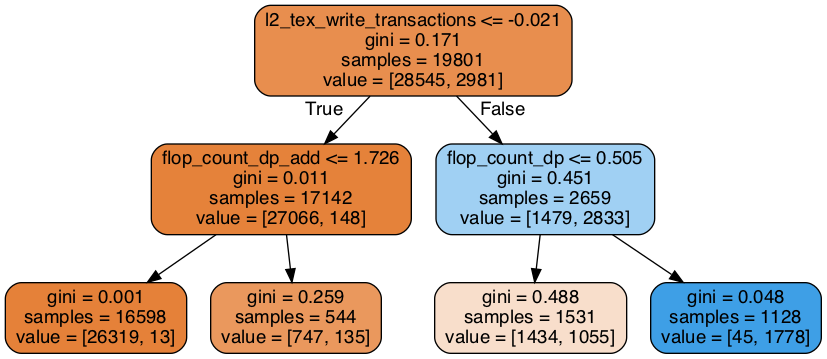 l2_tex_write_transactions <= -0.021
gini = 0.171
samples = 19801
value = [28545, 2981]
True
False
flop_count_dp_add <= 1.726
gini = 0.011
samples = 17142
value = [27066, 148]
flop_count_dp <= 0.505
gini = 0.451
samples = 2659
value = [1479, 2833]
gini = 0.001
samples = 16598
value = [26319, 13]
gini = 0.259
samples = 544
value = [747, 135]
gini = 0.488
samples = 1531
value = [1434, 1055]
gini = 0.048
samples = 1128
value = [45, 1778]